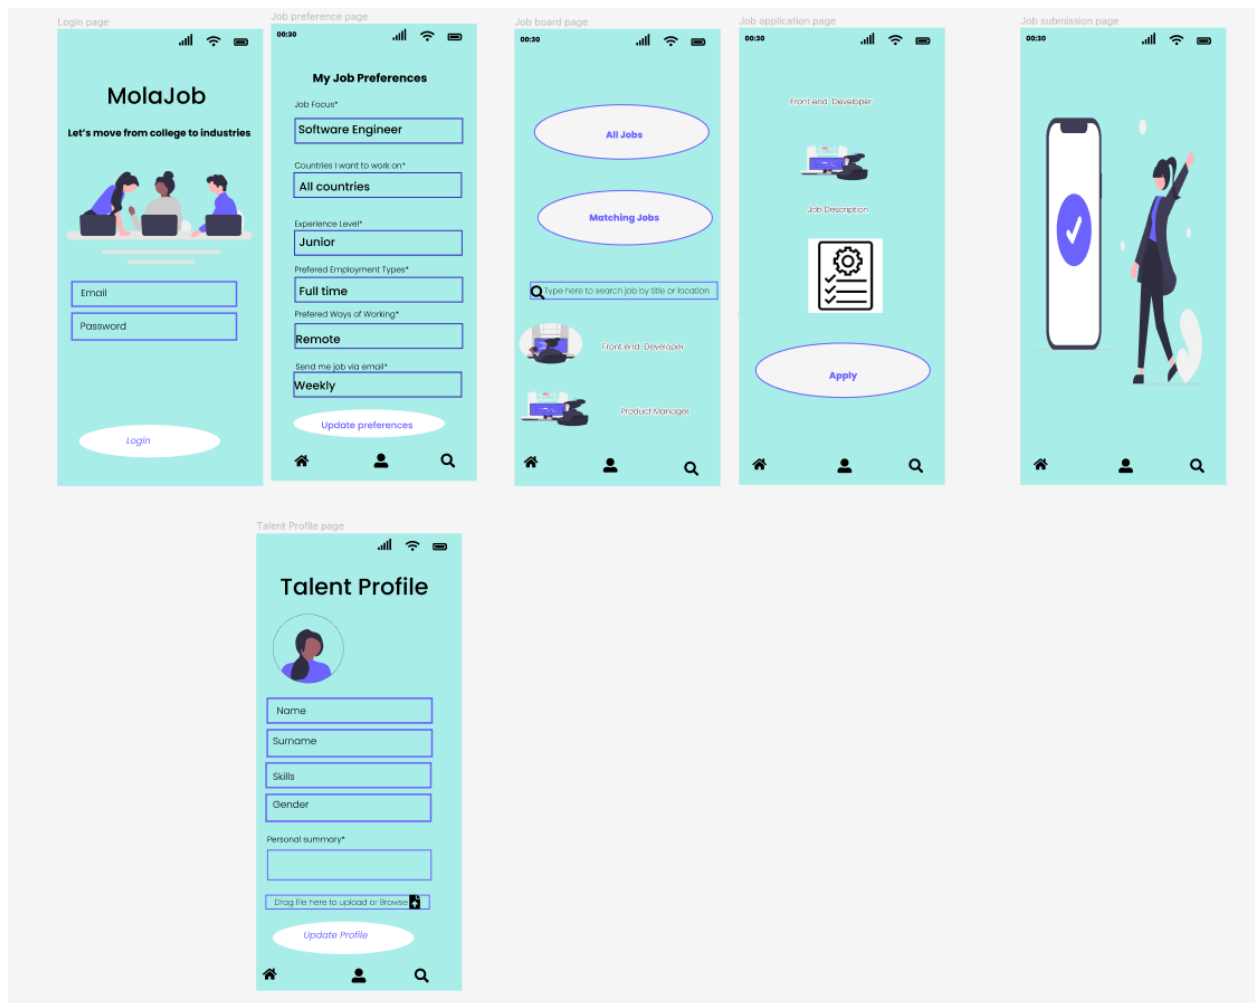 Login page
MolaJob
Let's move from college to industries
Email
Password
Login
Job preference page
00:30
My Job Preferences
Job Focus*
Software Engineer
Countries I want to work on*
All countries
Experience Level*
Junior
Prefered Employment Types*
Full time
Prefered Ways of Working*
Remote
Send me job via email*
Weekly
Update preferences
Job board page
00:30
All Jobs
Matching Jobs
Type here to search job by title or location
Front end Developer
Product Manager
Job application page
00:30
Front end Developer
Job Description
Apply
Job submission page
00:30
Talent Profile page
Talent Profile
Name
Surname
Skills
Gender
Personal summary*
Drag file here to upload or Browse
Update Profile